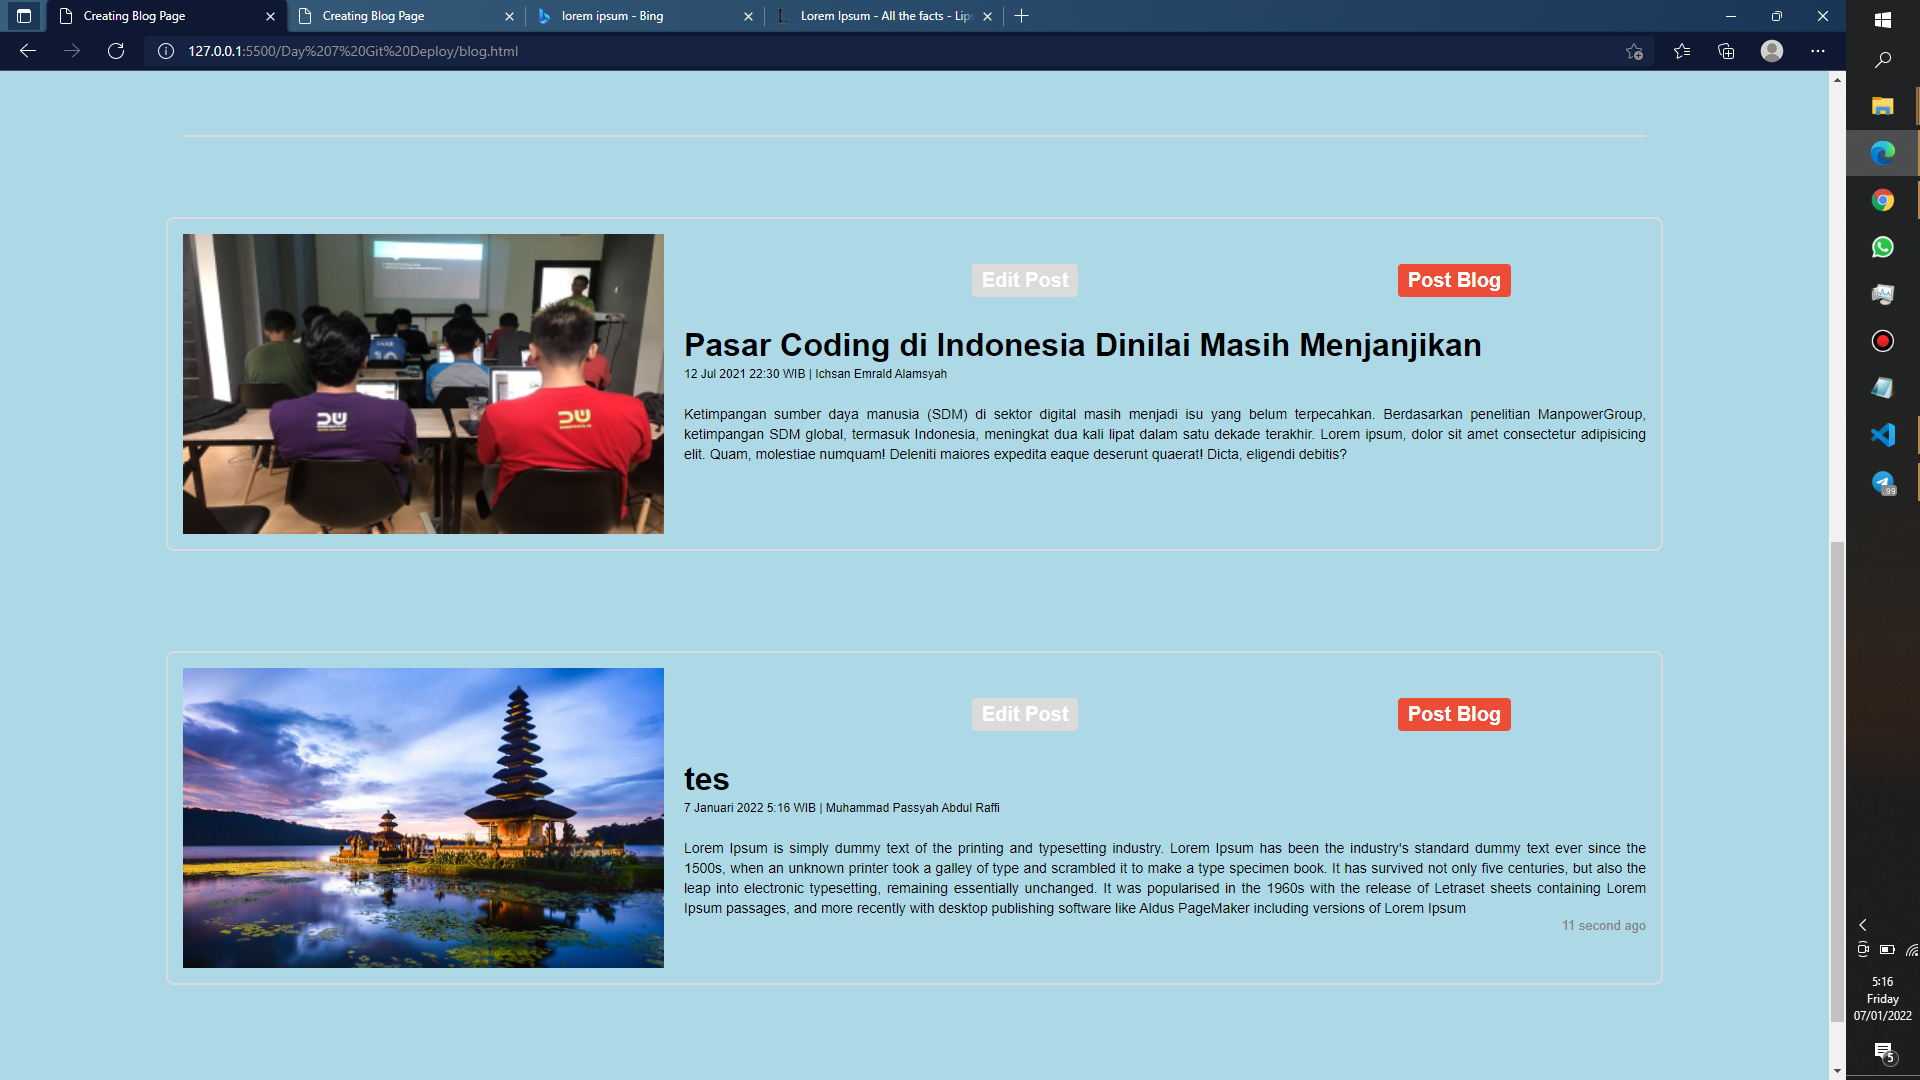 Creating Blog Page
Creating Blog Page
lorem ipsum - Bing
Lorem Ipsum - All the facts - Lips
127.0.0.1:5500/Day%207%20Git%20Deploy/blog.html
Edit Post
Post Blog
Pasar Coding di Indonesia Dinilai Masih Menjanjikan
12 Jul 2021 22:30 WIB | Ichsan Emrald Alamsyah
Ketimpangan sumber daya manusia (SDM) di sektor digital masih menjadi isu yang belum terpecahkan. Berdasarkan penelitian ManpowerGroup,
ketimpangan SDM global, termasuk Indonesia, meningkat dua kali lipat dalam satu dekade terakhir. Lorem ipsum, dolor sit amet consectetur adipisicing
elit. Quam, molestiae numquam! Deleniti maiores expedita eaque deserunt quaerat! Dicta, eligendi debitis?
Edit Post
Post Blog
tes
7 Januari 2022 5:16 WIB | Muhammad Passyah Abdul Raffi
Lorem Ipsum is simply dummy text of the printing and typesetting industry. Lorem Ipsum has been the industry's standard dummy text ever since the
1500s, when an unknown printer took a galley of type and scrambled it to make a type specimen book. It has survived not only five centuries, but also the
leap into electronic typesetting, remaining essentially unchanged. It was popularised in the 1960s with the release of Letraset sheets containing Lorem
Ipsum passages, and more recently with desktop publishing software like Aldus PageMaker including versions of Lorem Ipsum
11 second ago
.99
5:16
Friday
07/01/2022
5